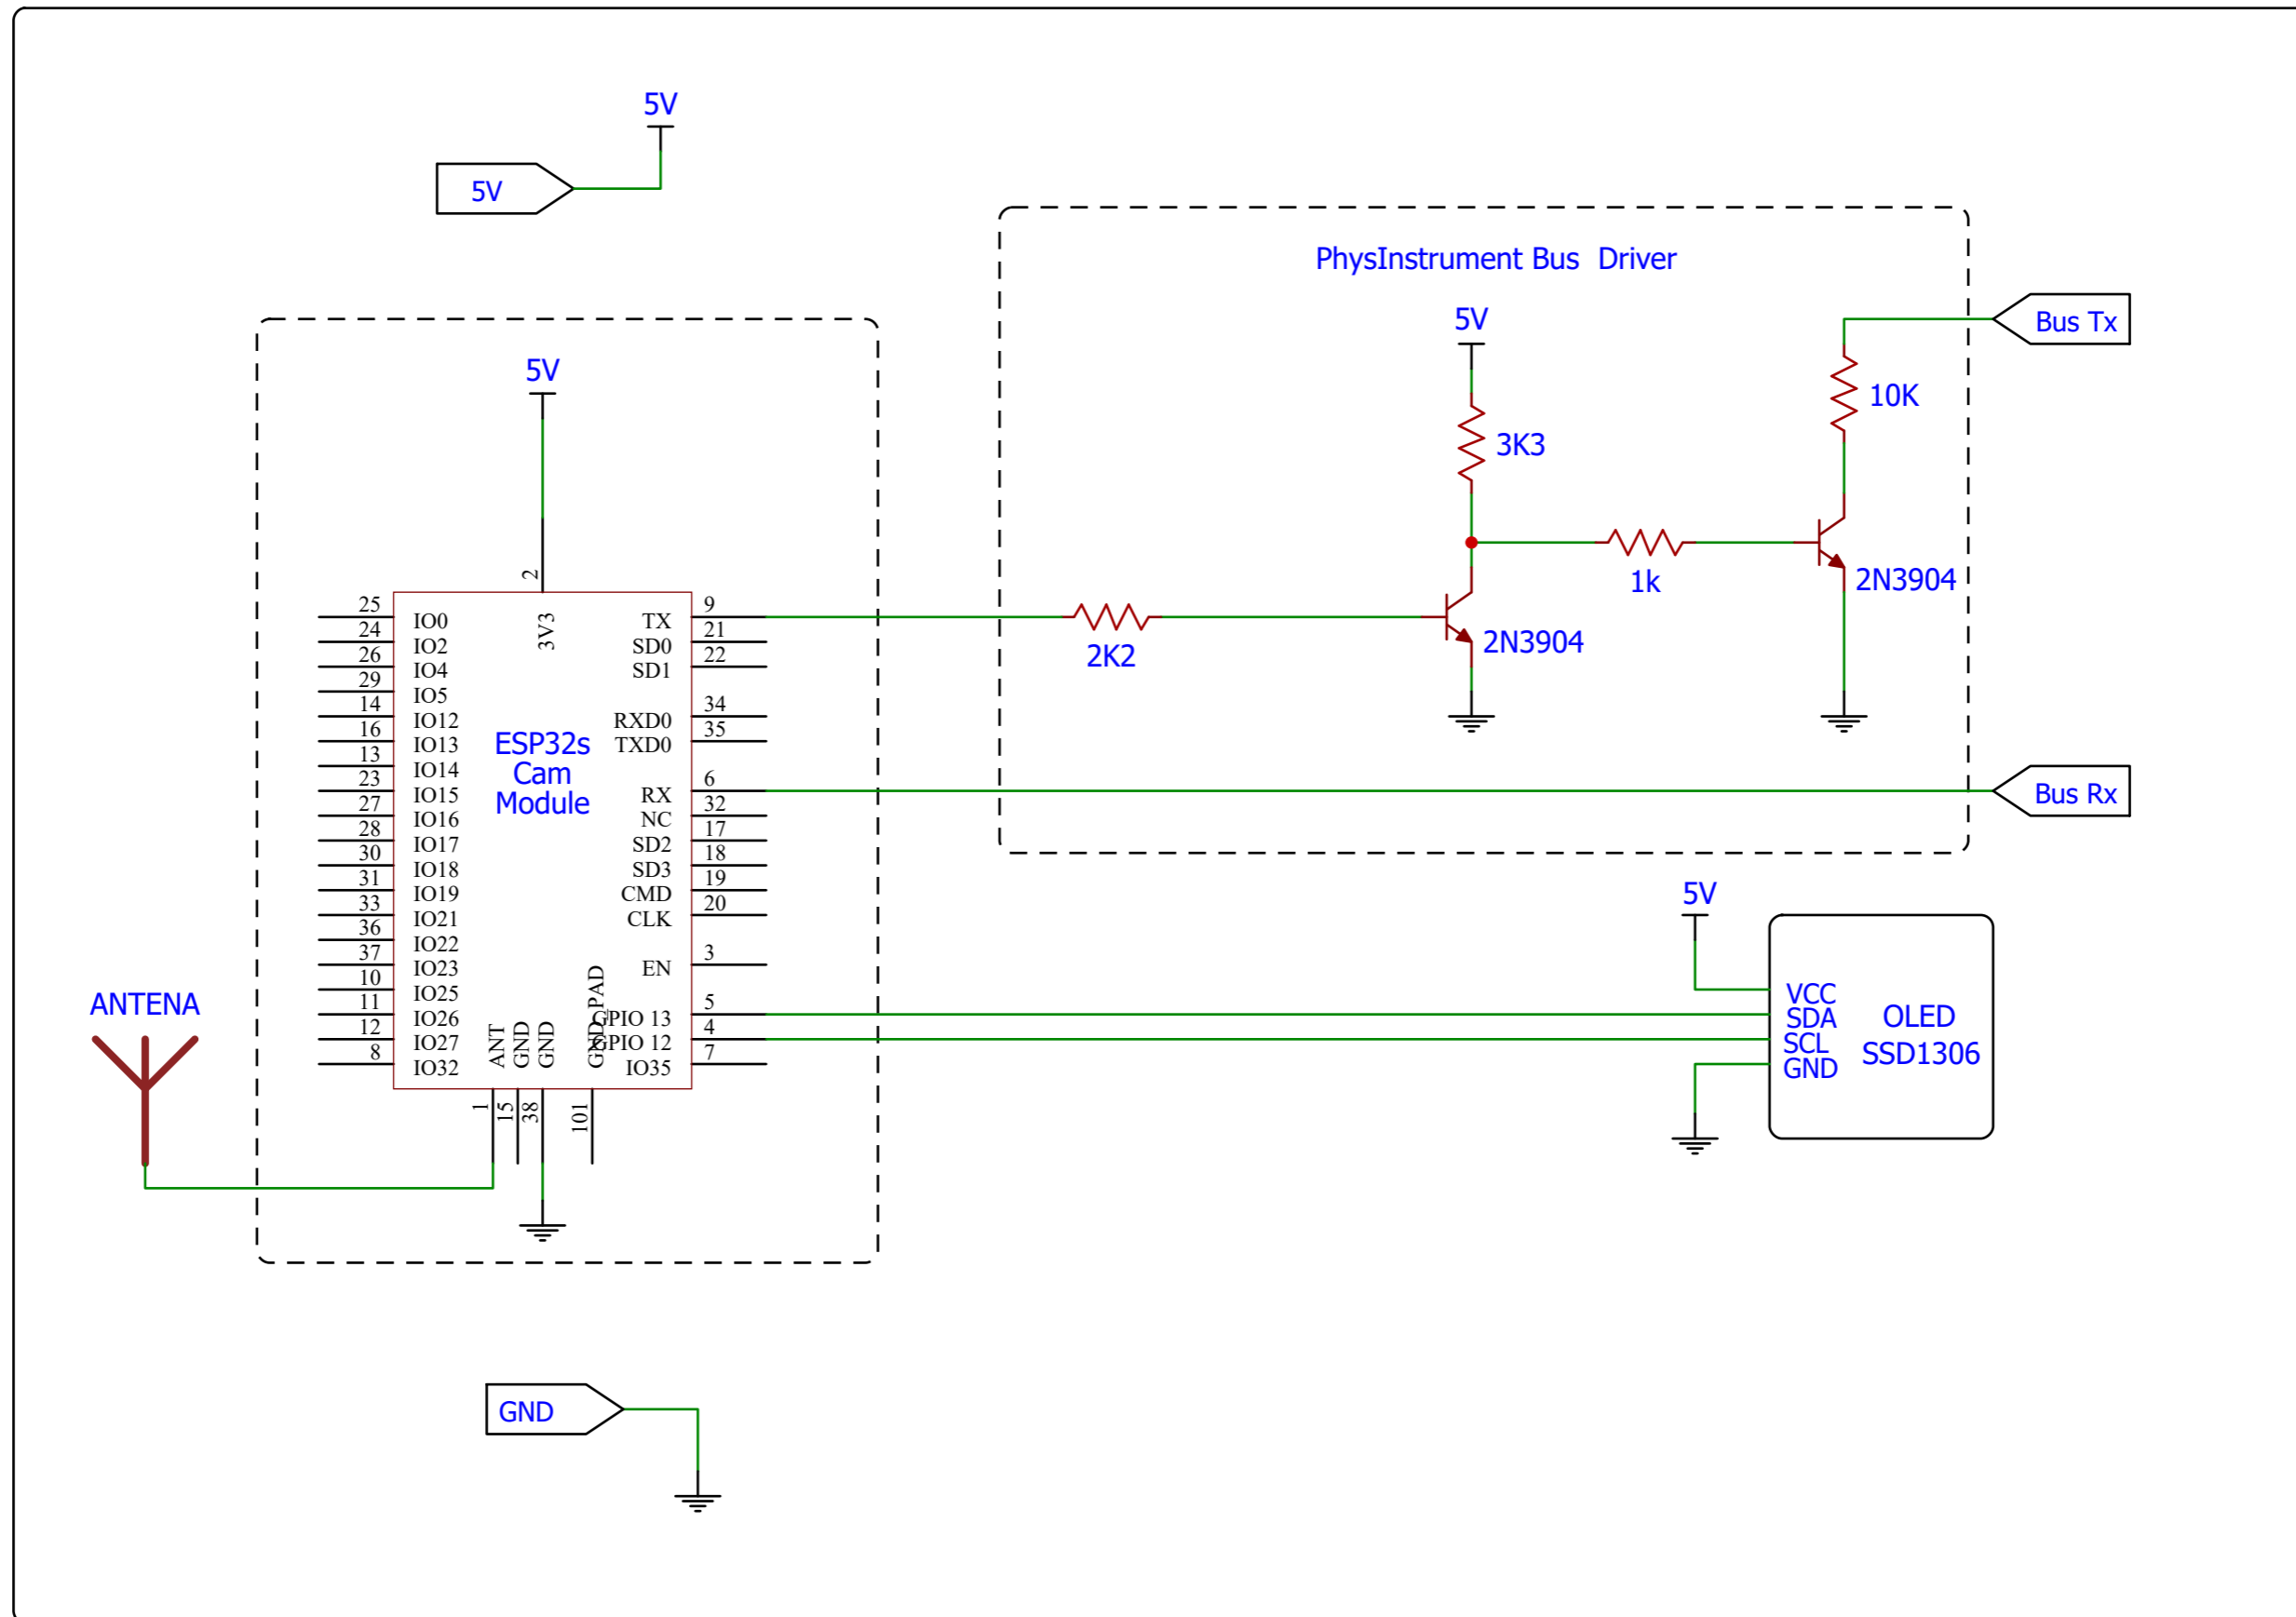 5V
5V
PhysInstrument Bus  Driver
5V
3K3
10K
Bus Tx
1k
2N3904
2K2
2N3904
Bus Rx
5V
2
3V3
25 IO0
24 IO2
26 IO4
29 IO5
14 IO12
16 IO13
13 IO14
23 IO15
27 IO16
28 IO17
30 IO18
31 IO19
33 IO21
36 IO22
37 IO23
10 IO25
11 IO26
12 IO27
8 IO32
ESP32s
Cam
Module
TX 9
SD0 21
SD1 22
RXD0 34
TXD0 35
RX 6
NC 32
SD2 17
SD3 18
CMD 19
CLK 20
EN 3
GPIO 13 5
GPIO 12 4
IO35 7
ANT 1
GND 15
GND 38
GND_PAD 101
ANTENA
5V
VCC
SDA
SCL
GND
OLED
SSD1306
GND